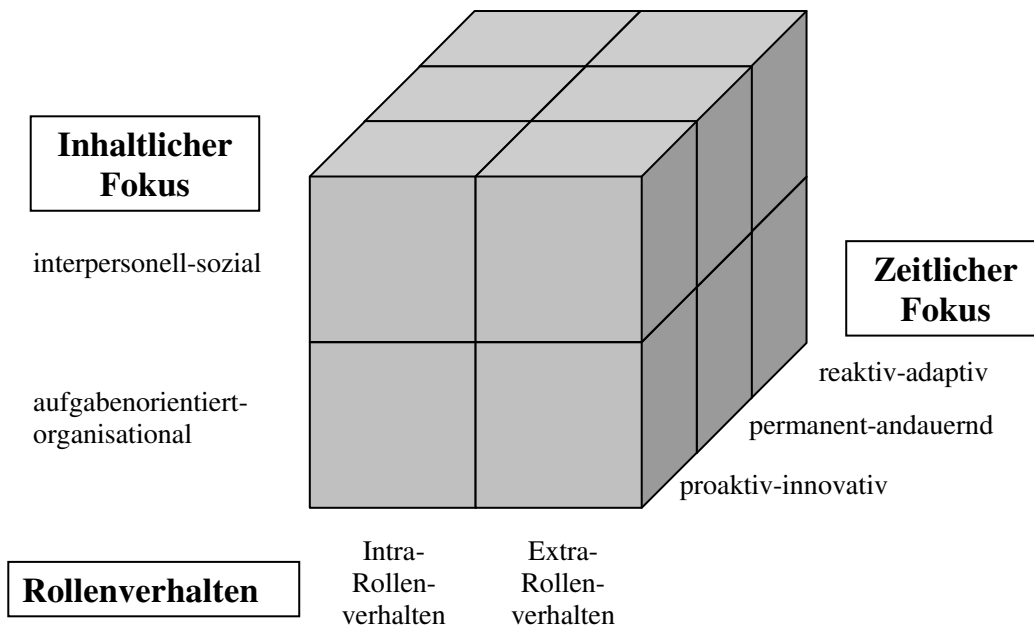 Inhaltlicher
Fokus
interpersonell-sozial
aufgabenorientiert-
organisational
Zeitlicher
Fokus
reaktiv-adaptiv
permanent-andauernd
proaktiv-innovativ
Rollenverhalten
Intra-
Rollen-
verhalten
Extra-
Rollen-
verhalten